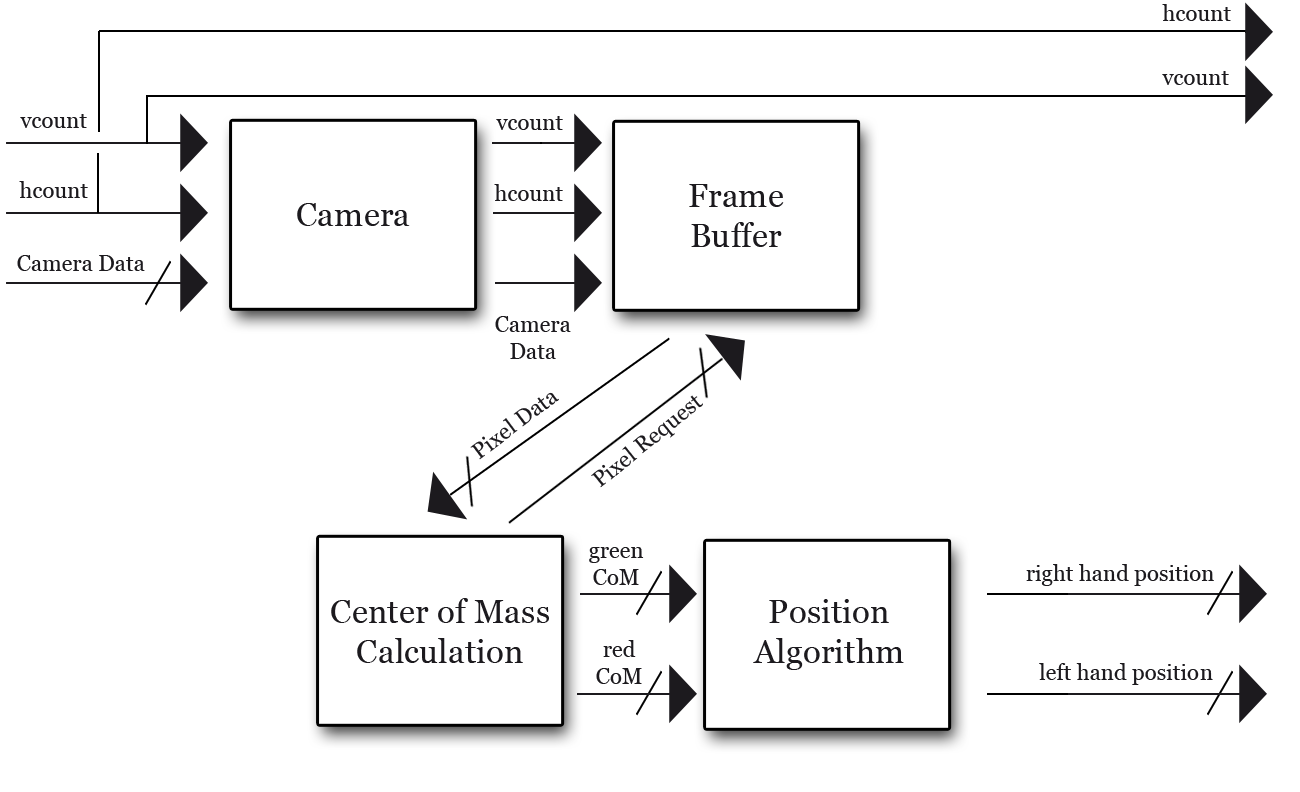 hcount
vcount
vcount
hcount
Camera Data
Camera
vcount
hcount
Camera
Data
Frame
Buffer
Pixel Data
Pixel Request
Center of Mass
Calculation
green
CoM
red
CoM
Position
Algorithm
right hand position
left hand position